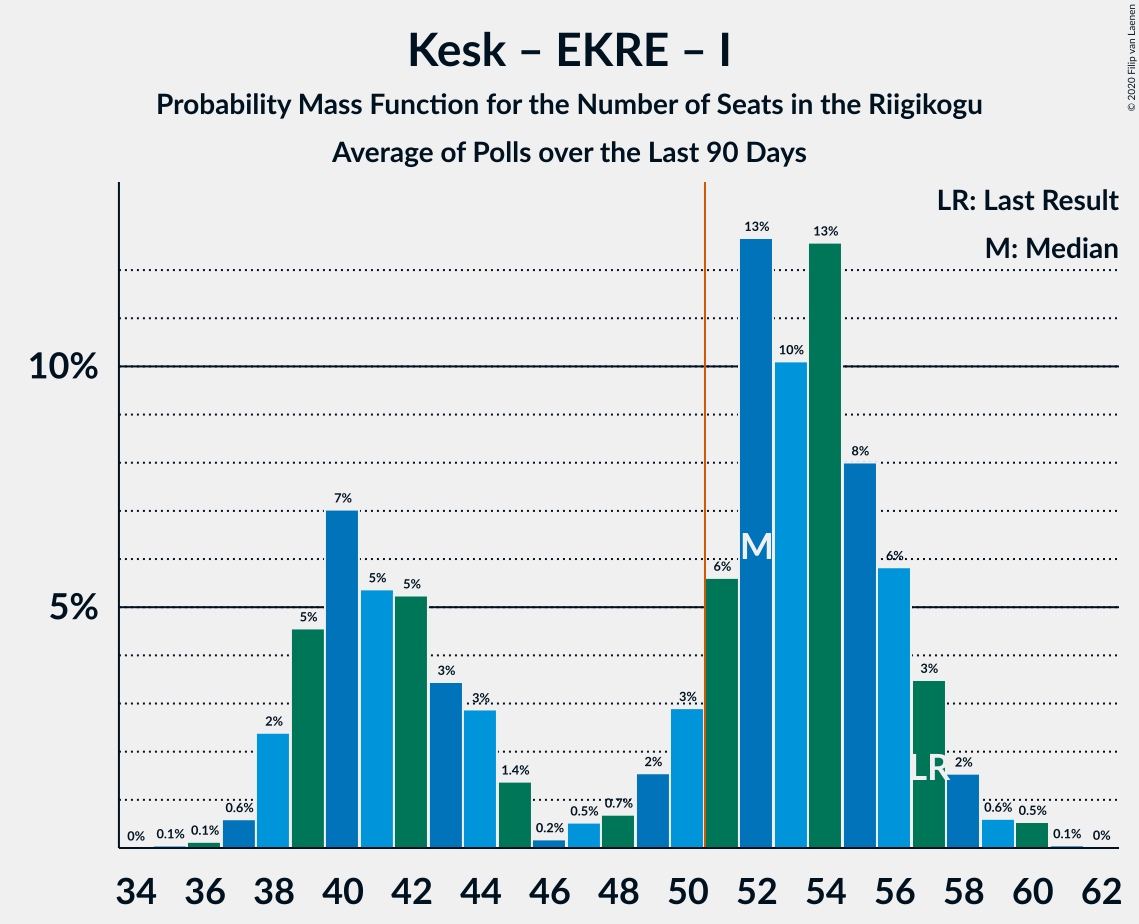 Kesk – EKRE – I
Probability Mass Function for the Number of Seats in the Riigikogu
Average of Polls over the Last 90 Days
© 2020 Filip van Laenen
LR: Last Result
M: Median
10%
5%
0% 0.1% 0.1% 0.6% 2% 5% 7% 5% 5% 3% 3% 1.4% 0.2% 0.5% 0.7% 2% 3% 6% 13% 10% 13% 8% 6% 3% 2% 0.6% 0.5% 0.1% 0%
M
LR
34 36 38 40 42 44 46 48 50 52 54 56 58 60 62